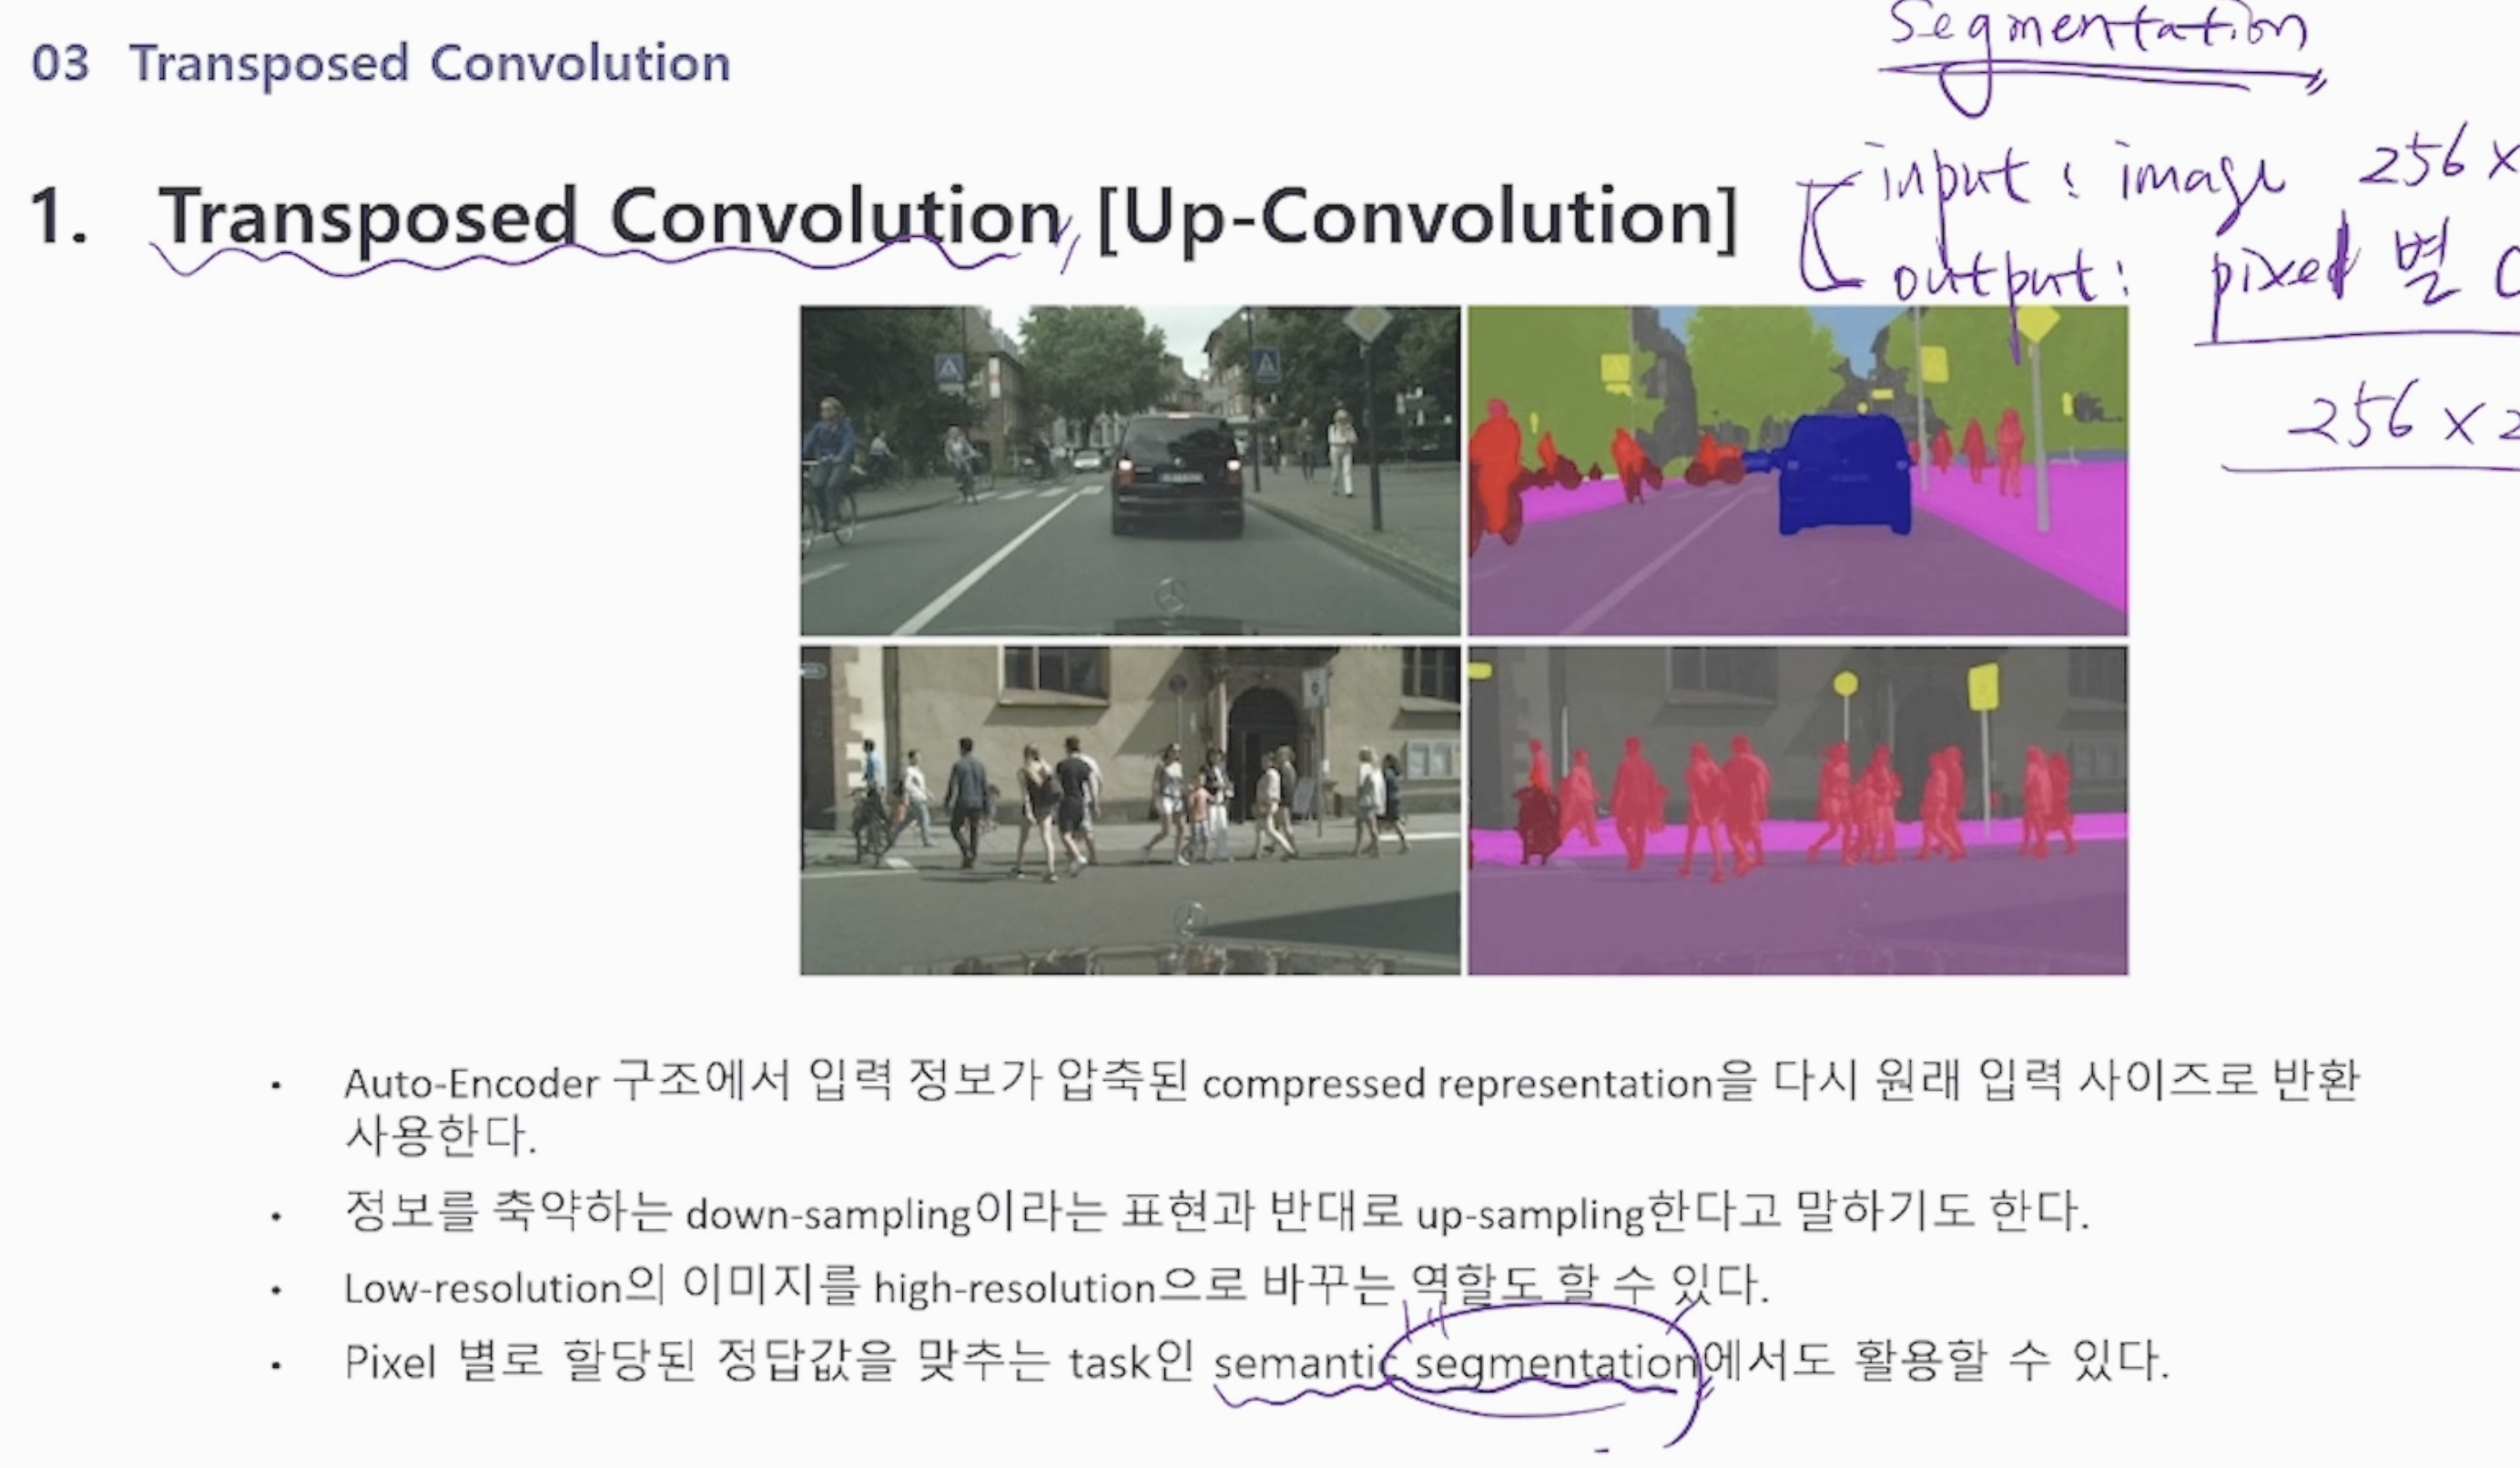 03 Transposed Convolution
Segmentation
1. Transposed Convolution, [Up-Convolution]
input : image 256 x
output : pixel 별
256 x 2
• Auto-Encoder 구조에서 입력 정보가 압축된 compressed representation을 다시 원래 입력 사이즈로 반환
사용한다.
• 정보를 축약하는 down-sampling이라는 표현과 반대로 up-sampling한다고 말하기도 한다.
• Low-resolution의 이미지를 high-resolution으로 바꾸는 역할도 할 수 있다.
• Pixel 별로 할당된 정답값을 맞추는 task인 semantic segmentation에서도 활용할 수 있다.